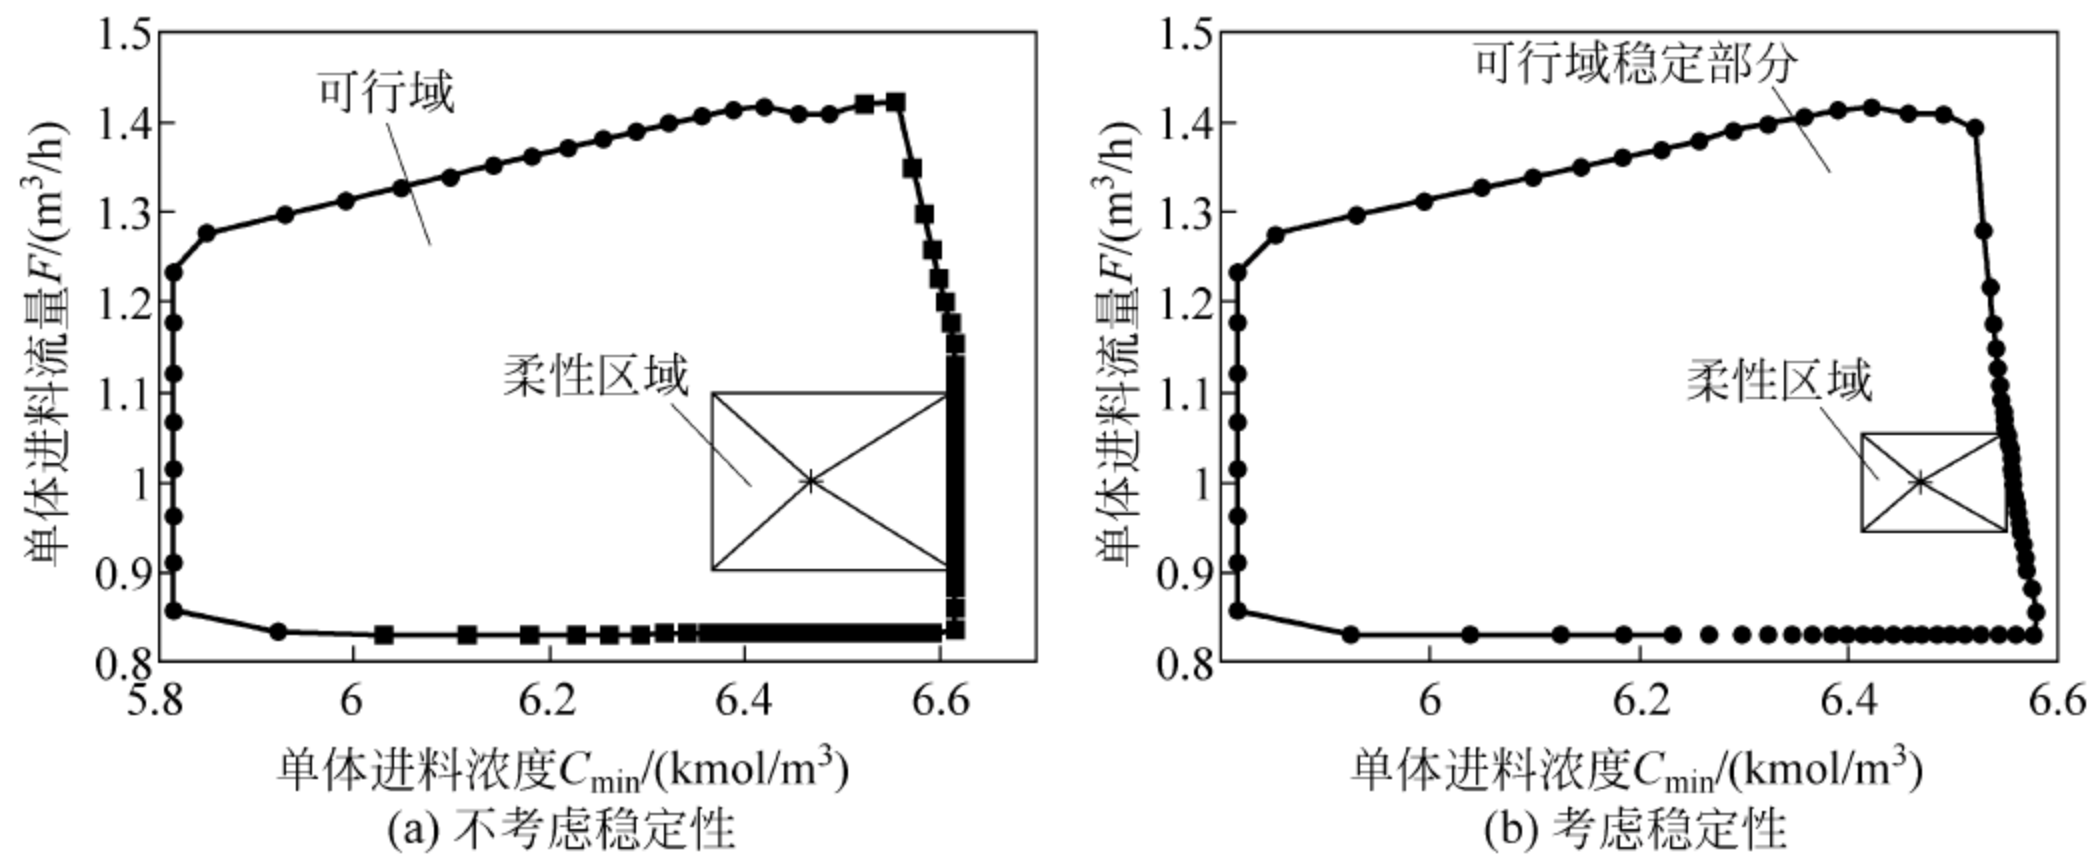 1.5
1.4
1.3
1.2
1.1
1
0.9
0.8
5.8
6
6.2
6.4
6.6
单体进料流量F/(m³/h)
可行域
柔性区域
单体进料浓度Cmin/(kmol/m³)
(a) 不考虑稳定性
1.5
1.4
1.3
1.2
1.1
1
0.9
0.8
6
6.2
6.4
6.6
单体进料流量F/(m³/h)
可行域稳定部分
柔性区域
单体进料浓度Cmin/(kmol/m³)
(b) 考虑稳定性